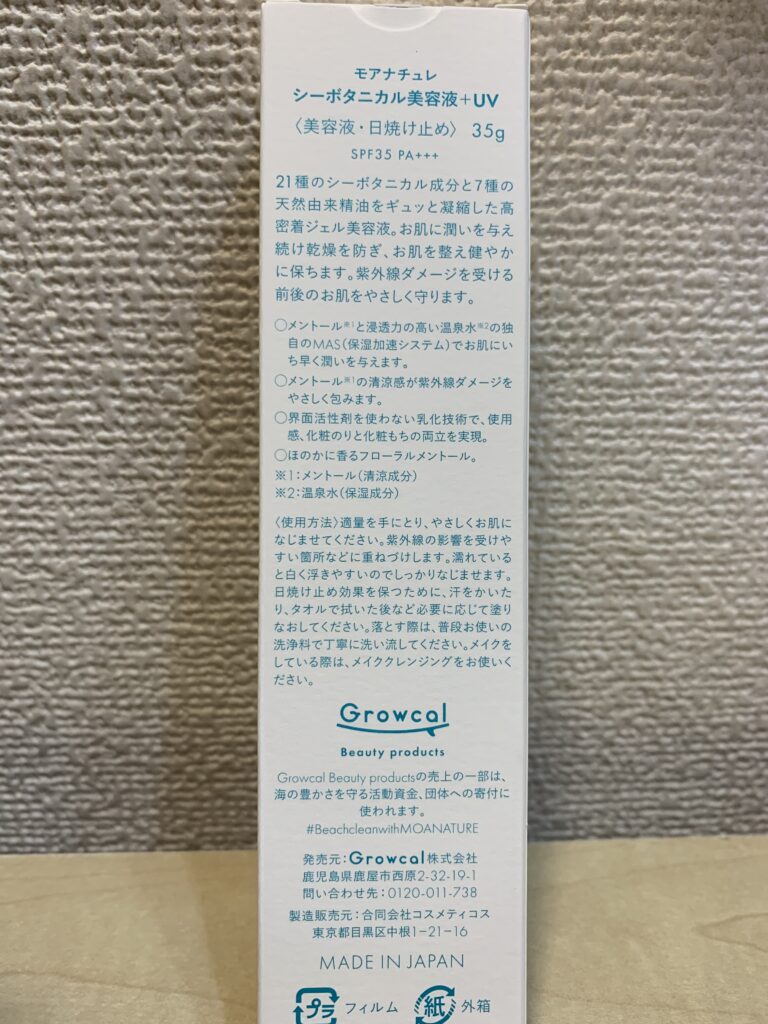 モアナチュレ
シーボタニカル美容液+UV
〈美容液・日焼け止め〉 35g
SPF35 PA+++
21種のシーボタニカル成分と7種の
天然由来精油をギュッと凝縮した高
密着ジェル美容液。お肌に潤いを与え
続け乾燥を防ぎ、お肌を整え健やか
に保ちます。紫外線ダメージを受ける
前後のお肌をやさしく守ります。
○メントール※1と浸透力の高い温泉水※2の独
自のMAS(保湿加速システム)でお肌にい
ち早く潤いを与えます。
○メントール※1の清涼感が紫外線ダメージを
やさしく包みます。
○界面活性剤を使わない乳化技術で、使用
感、化粧のりと化粧もちの両立を実現。
○ほのかに香るフローラルメントール。
※1:メントール(清涼成分)
※2:温泉水(保湿成分)
〈使用方法〉適量を手にとり、やさしくお肌に
なじませてください。紫外線の影響を受けや
すい箇所などに重ねづけします。濡れている
と白く浮きやすいのでしっかりなじませます。
日焼け止め効果を保つために、汗をかいた
り、タオルで拭いた後など必要に応じて塗り
なおしてください。落とす際は、普段お使いの
洗浄料で丁寧に洗い流してください。メイクを
している際は、メイククレンジングをお使いく
ださい。
Growcal
Beauty products
Growcal Beauty productsの売上の一部は、
海の豊かさを守る活動資金、団体への寄付に
使われます。
#BeachcleanwithMOANATURE
発売元:Growcal株式会社
鹿児島県鹿屋市西原2-32-19-1
問い合わせ先:0120-011-738
製造販売元:合同会社コスメティコス
東京都目黒区中根1-21-16
MADE IN JAPAN
プラ フィルム 紙 外箱